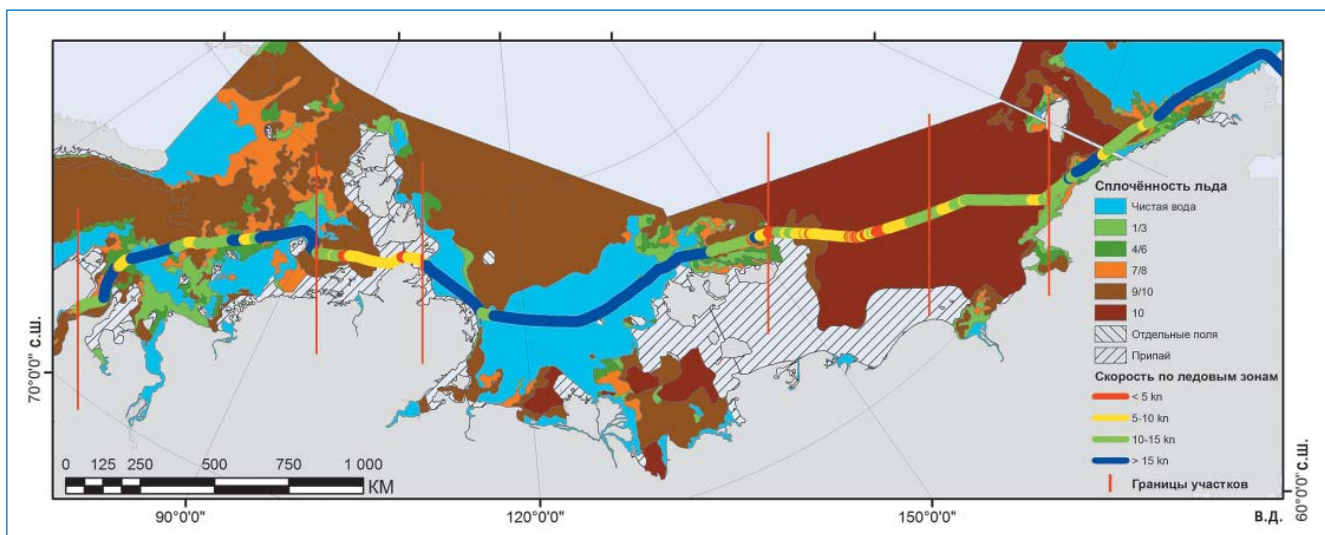 Сплочённость льда
Чистая вода
1/3
4/6
7/8
9/10
10
Отдельные поля
Припай
Скорость по ледовым зонам
< 5 kn
5-10 kn
10-15 kn
> 15 kn
Границы участков
70°0'0" с.ш.
0 125 250 500 750 1 000
КМ
60°0'0" с.ш.
90°0'0" 120°0'0" 150°0'0" в.д.